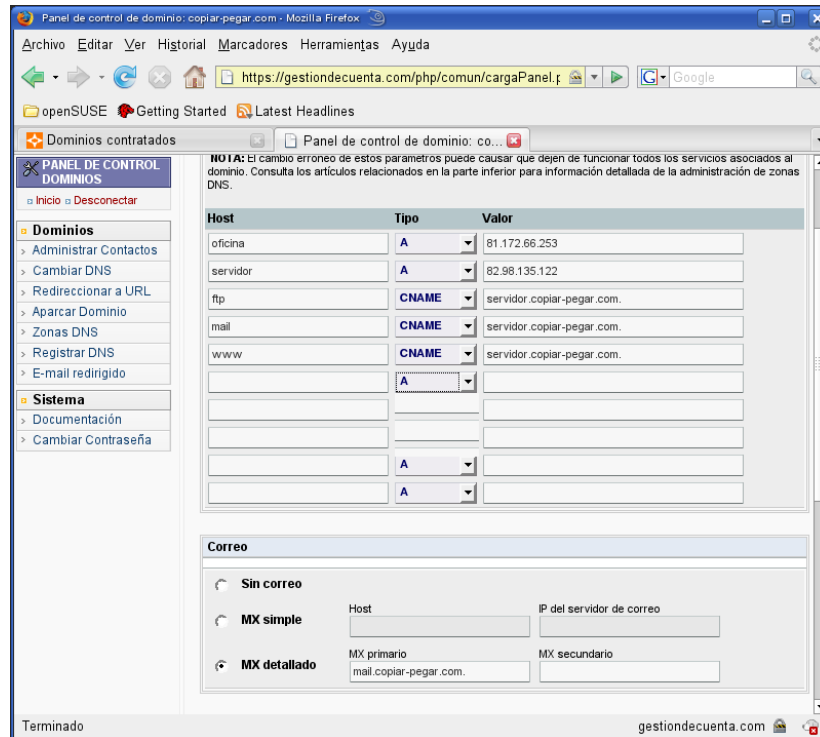 Panel de control de dominio: copiar-pegar.com - Mozilla Firefox
Archivo Editar Ver Historial Marcadores Herramientas Ayuda
https://gestiondecuenta.com/php/comun/cargaPanel.p
G Google
openSUSE Getting Started Latest Headlines
Dominios contratados
Panel de control de dominio: co...
PANEL DE CONTROL
DOMINIOS
Inicio Desconectar
Dominios
Administrar Contactos
Cambiar DNS
Redireccionar a URL
Aparcar Dominio
Zonas DNS
Registrar DNS
E-mail redirigido
Sistema
Documentación
Cambiar Contraseña
NOTA: El cambio erroneo de estos parametros puede causar que dejen de funcionar todos los servicios asociados al
dominio. Consulta los artículos relacionados en la parte inferior para información detallada de la administración de zonas
DNS.
Host Tipo Valor
oficina A 81.172.66.253
servidor A 82.98.135.122
ftp CNAME servidor.copiar-pegar.com.
mail CNAME servidor.copiar-pegar.com.
www CNAME servidor.copiar-pegar.com.
A
A
A
Correo
Sin correo
MX simple
Host
IP del servidor de correo
MX detallado
MX primario
MX secundario
mail.copiar-pegar.com.
Terminado
gestiondecuenta.com